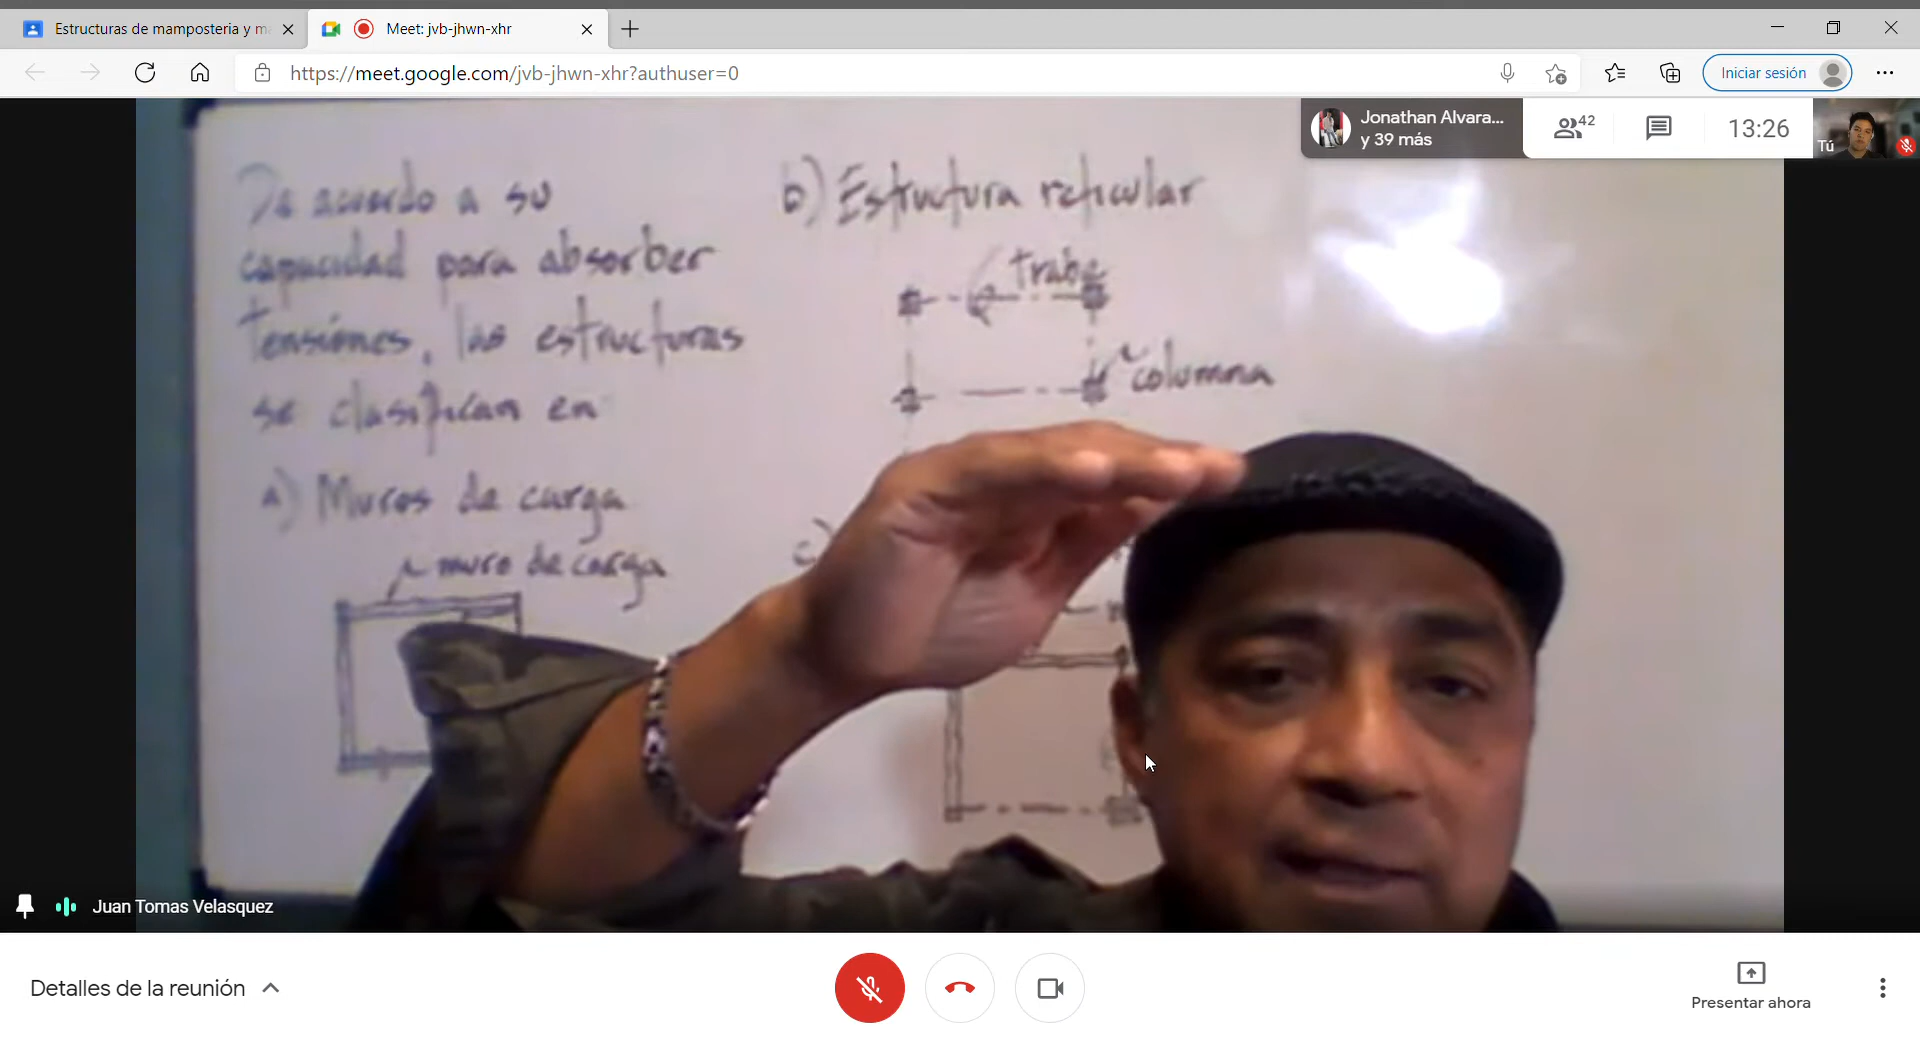 Estructuras de mamposteria y m
Meet: jvb-jhwn-xhr
https://meet.google.com/jvb-jhwn-xhr?authuser=0
Iniciar sesión
Jonathan Alvara...
y 39 más
42
13:26
Tú
De acuerdo a su
capacidad para absorber
tensiónes, las estructuras
se clasifican en
a) Muros de carga
muro de carga
b) Estructura reticular
trabe
columna
c)
Juan Tomas Velasquez
Detalles de la reunión
Presentar ahora